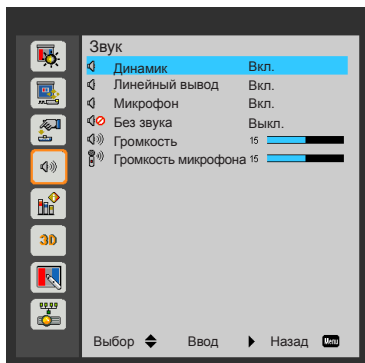 Звук
Динамик Вкл.
Линейный вывод Вкл.
Микрофон Вкл.
Без звука Выкл.
Громкость 15
Громкость микрофона 15
3D
Выбор Ввод Назад Menu